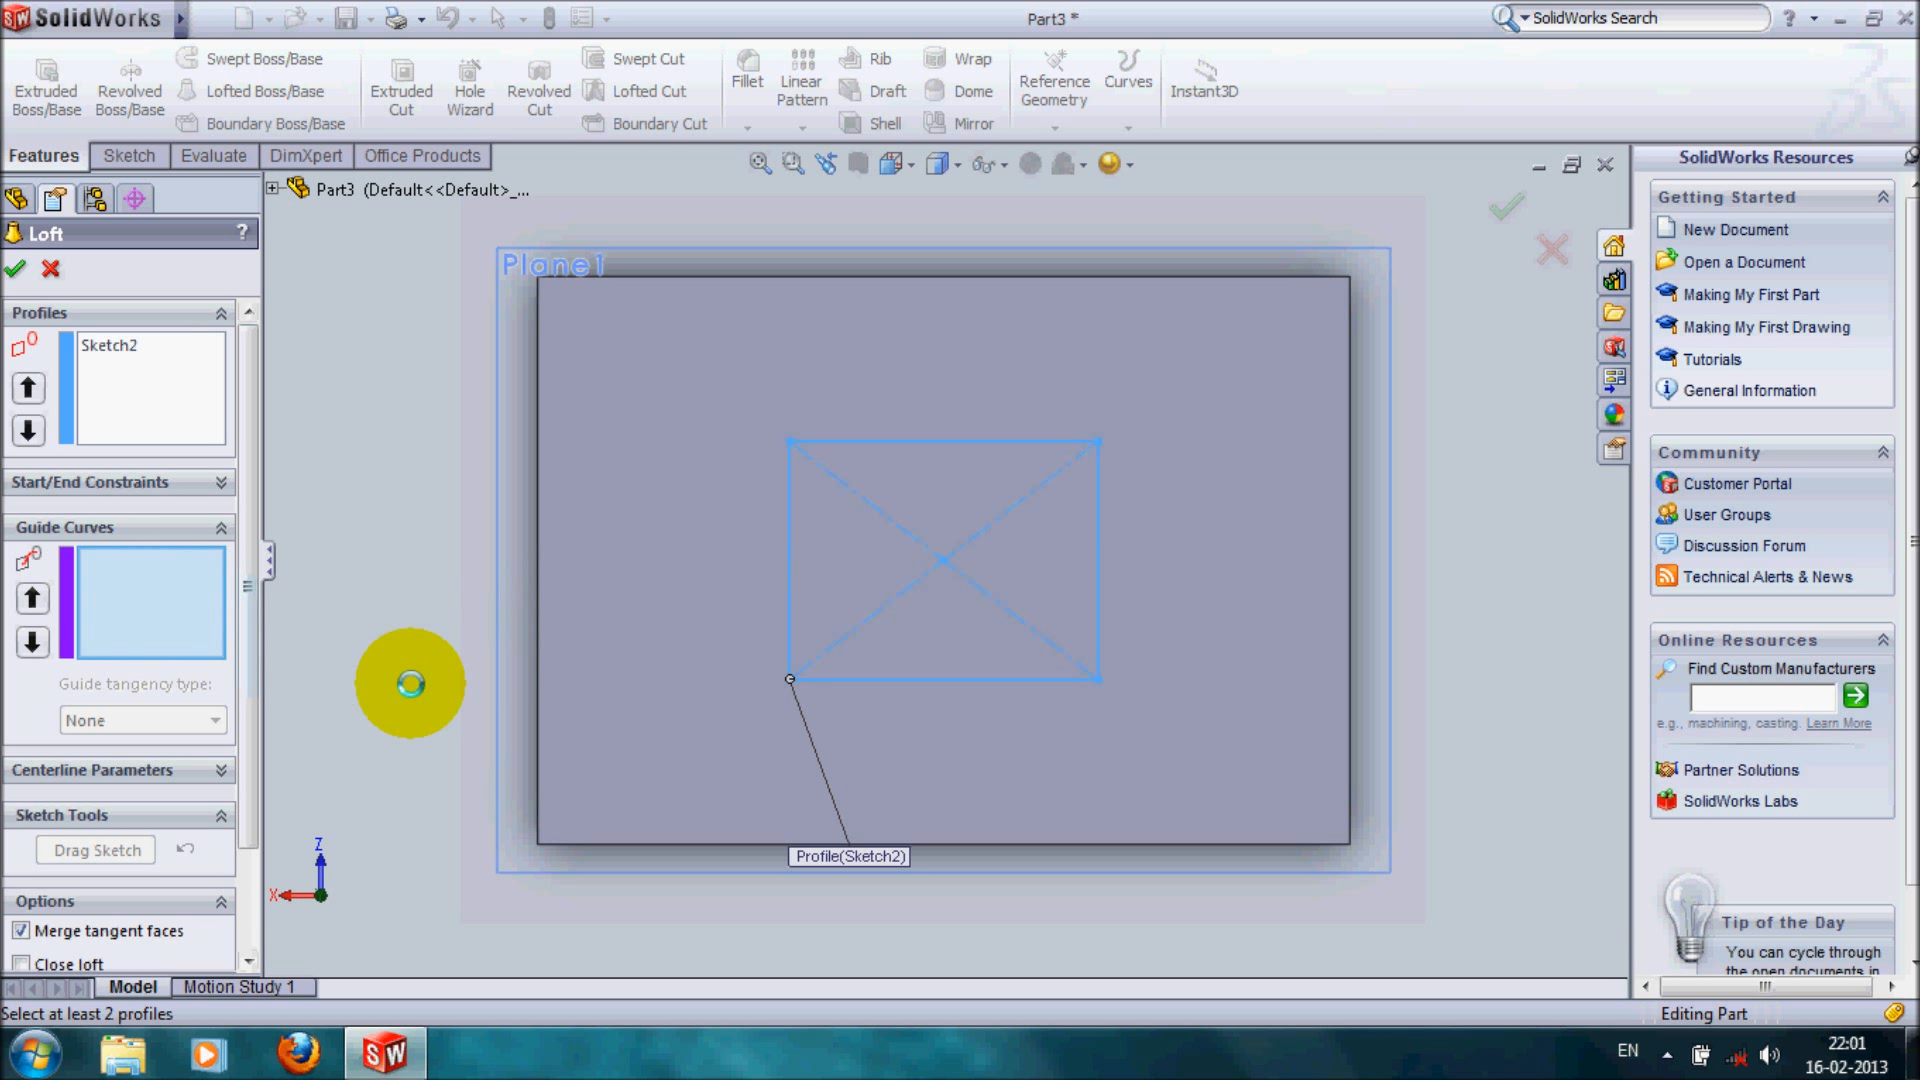 SolidWorks
Part3 *
SolidWorks Search
Extruded Boss/Base
Revolved Boss/Base
Swept Boss/Base
Lofted Boss/Base
Boundary Boss/Base
Extruded Cut
Hole Wizard
Revolved Cut
Swept Cut
Lofted Cut
Boundary Cut
Fillet
Linear Pattern
Rib
Draft
Shell
Wrap
Dome
Mirror
Reference Geometry
Curves
Instant3D
Features
Sketch
Evaluate
DimXpert
Office Products
Part3 (Default<<Default>_...
Loft
?
Profiles
Sketch2
Start/End Constraints
Guide Curves
Guide tangency type:
None
Centerline Parameters
Sketch Tools
Drag Sketch
Options
Merge tangent faces
Close loft
Plane1
Profile(Sketch2)
Z
X
Model
Motion Study 1
Select at least 2 profiles
Editing Part
SolidWorks Resources
Getting Started
New Document
Open a Document
Making My First Part
Making My First Drawing
Tutorials
General Information
Community
Customer Portal
User Groups
Discussion Forum
Technical Alerts & News
Online Resources
Find Custom Manufacturers
e.g., machining, casting. Learn More
Partner Solutions
SolidWorks Labs
Tip of the Day
You can cycle through
the open documents in
SW
EN
22:01
16-02-2013